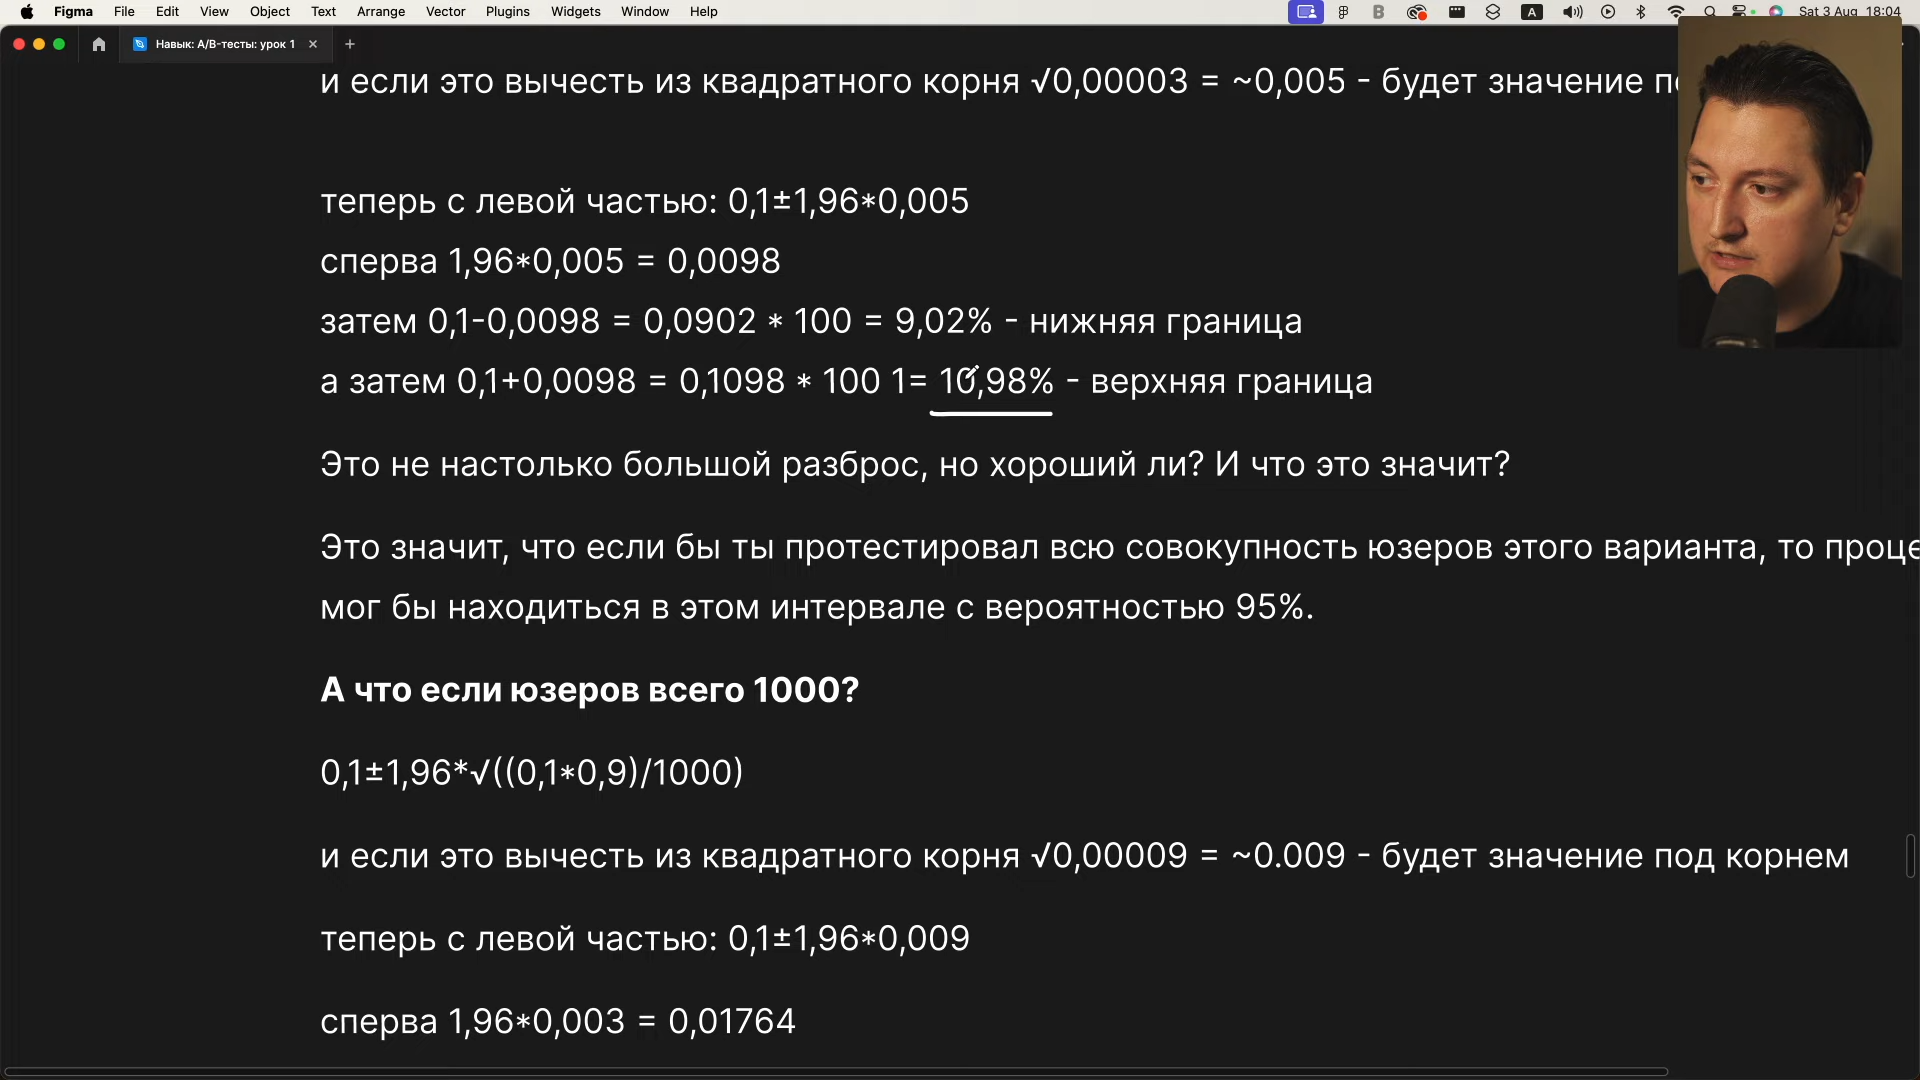 Figma File Edit View Object Text Arrange Vector Plugins Widgets Window Help A Sat 3 Aug 18:04
Навык: А/В-тесты: урок 1
и если это вычесть из квадратного корня √0,00003 = ~0,005 - будет значение
теперь с левой частью: 0,1±1,96*0,005
сперва 1,96*0,005 = 0,0098
затем 0,1-0,0098 = 0,0902 * 100 = 9,02% - нижняя граница
а затем 0,1+0,0098 = 0,1098 * 100 1= 10,98% - верхняя граница
Это не настолько большой разброс, но хороший ли? И что это значит?
Это значит, что если бы ты протестировал всю совокупность юзеров этого варианта, то
мог бы находиться в этом интервале с вероятностью 95%.
А что если юзеров всего 1000?
0,1±1,96*√((0,1*0,9)/1000)
и если это вычесть из квадратного корня √0,00009 = ~0.009 - будет значение под корнем
теперь с левой частью: 0,1±1,96*0,009
сперва 1,96*0,003 = 0,01764